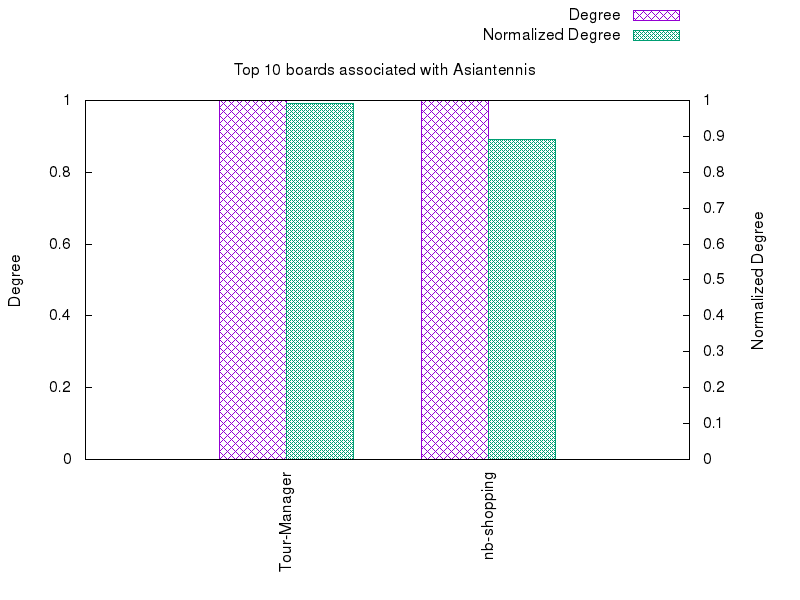 Degree
Normalized Degree
Top 10 boards associated with Asiantennis
1
0.8
0.6
0.4
0.2
0
Degree
1
0.9
0.8
0.7
0.6
0.5
0.4
0.3
0.2
0.1
0
Normalized Degree
Tour-Manager
nb-shopping